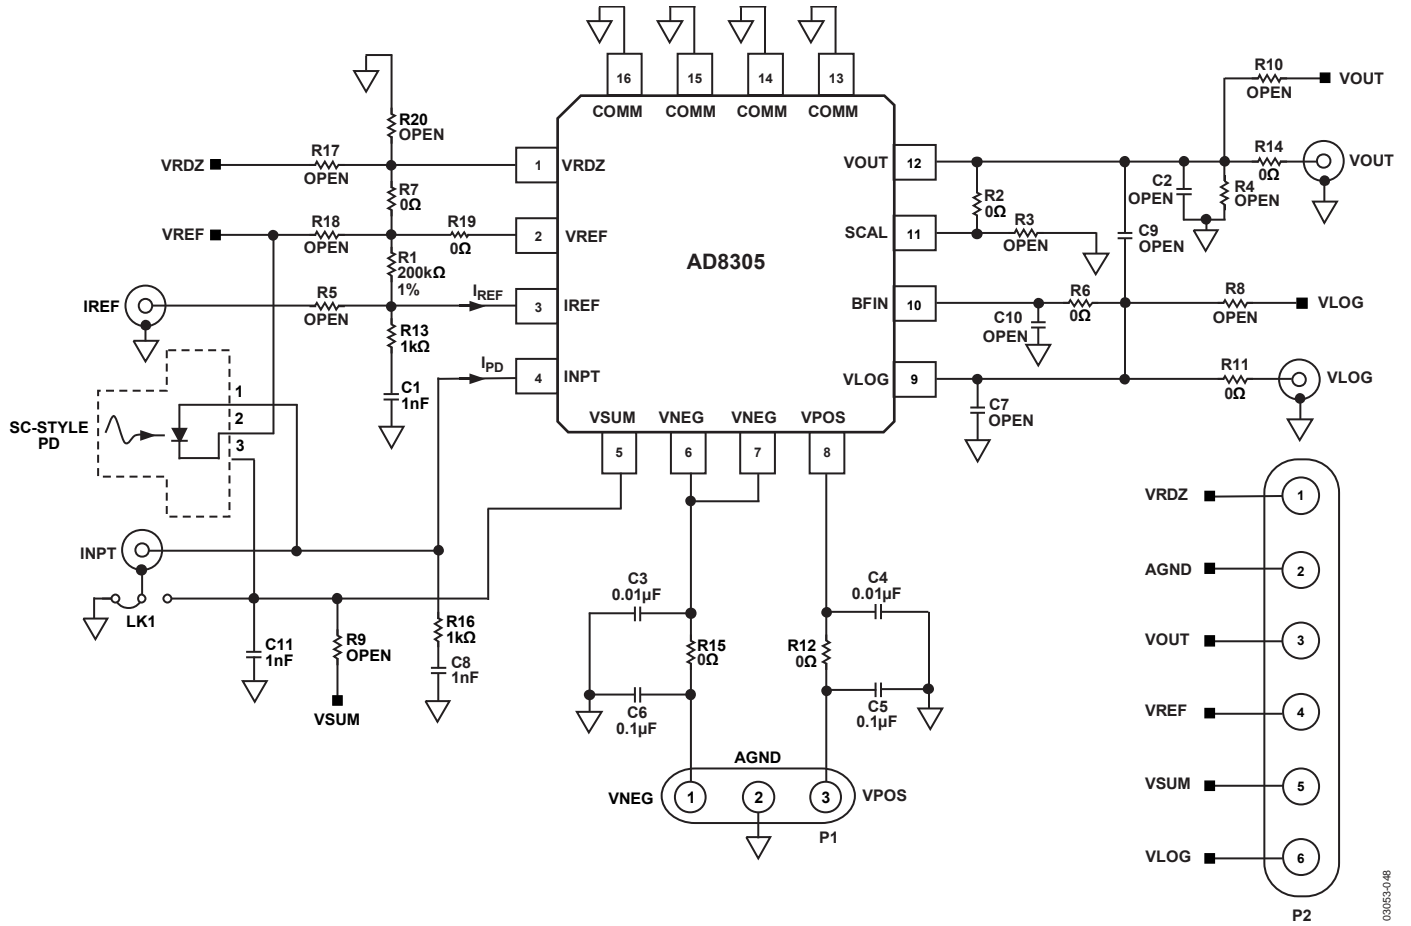 16
15
14
13
COMM
COMM
COMM
COMM
R10
OPEN
VOUT
R20
OPEN
VRDZ
R17
OPEN
1
VRDZ
VOUT
12
R14
0Ω
VOUT
R7
0Ω
C2
OPEN
R4
OPEN
R2
0Ω
VREF
R18
OPEN
R19
0Ω
2
VREF
SCAL
11
R3
OPEN
C9
OPEN
AD8305
R1
200kΩ
1%
IREF
R5
OPEN
IREF
3
IREF
BFIN
10
R6
0Ω
R8
OPEN
VLOG
C10
OPEN
R13
1kΩ
IPD
4
INPT
VLOG
9
R11
0Ω
VLOG
C1
1nF
C7
OPEN
SC-STYLE
PD
1
2
3
VSUM
VNEG
VNEG
VPOS
5
6
7
8
VRDZ
1
AGND
2
VOUT
3
VREF
4
VSUM
5
VLOG
6
P2
INPT
LK1
C11
1nF
R9
OPEN
VSUM
R16
1kΩ
C8
1nF
C3
0.01µF
C4
0.01µF
R15
0Ω
R12
0Ω
C6
0.1µF
C5
0.1µF
AGND
VNEG
1
2
3
VPOS
P1
03053-048